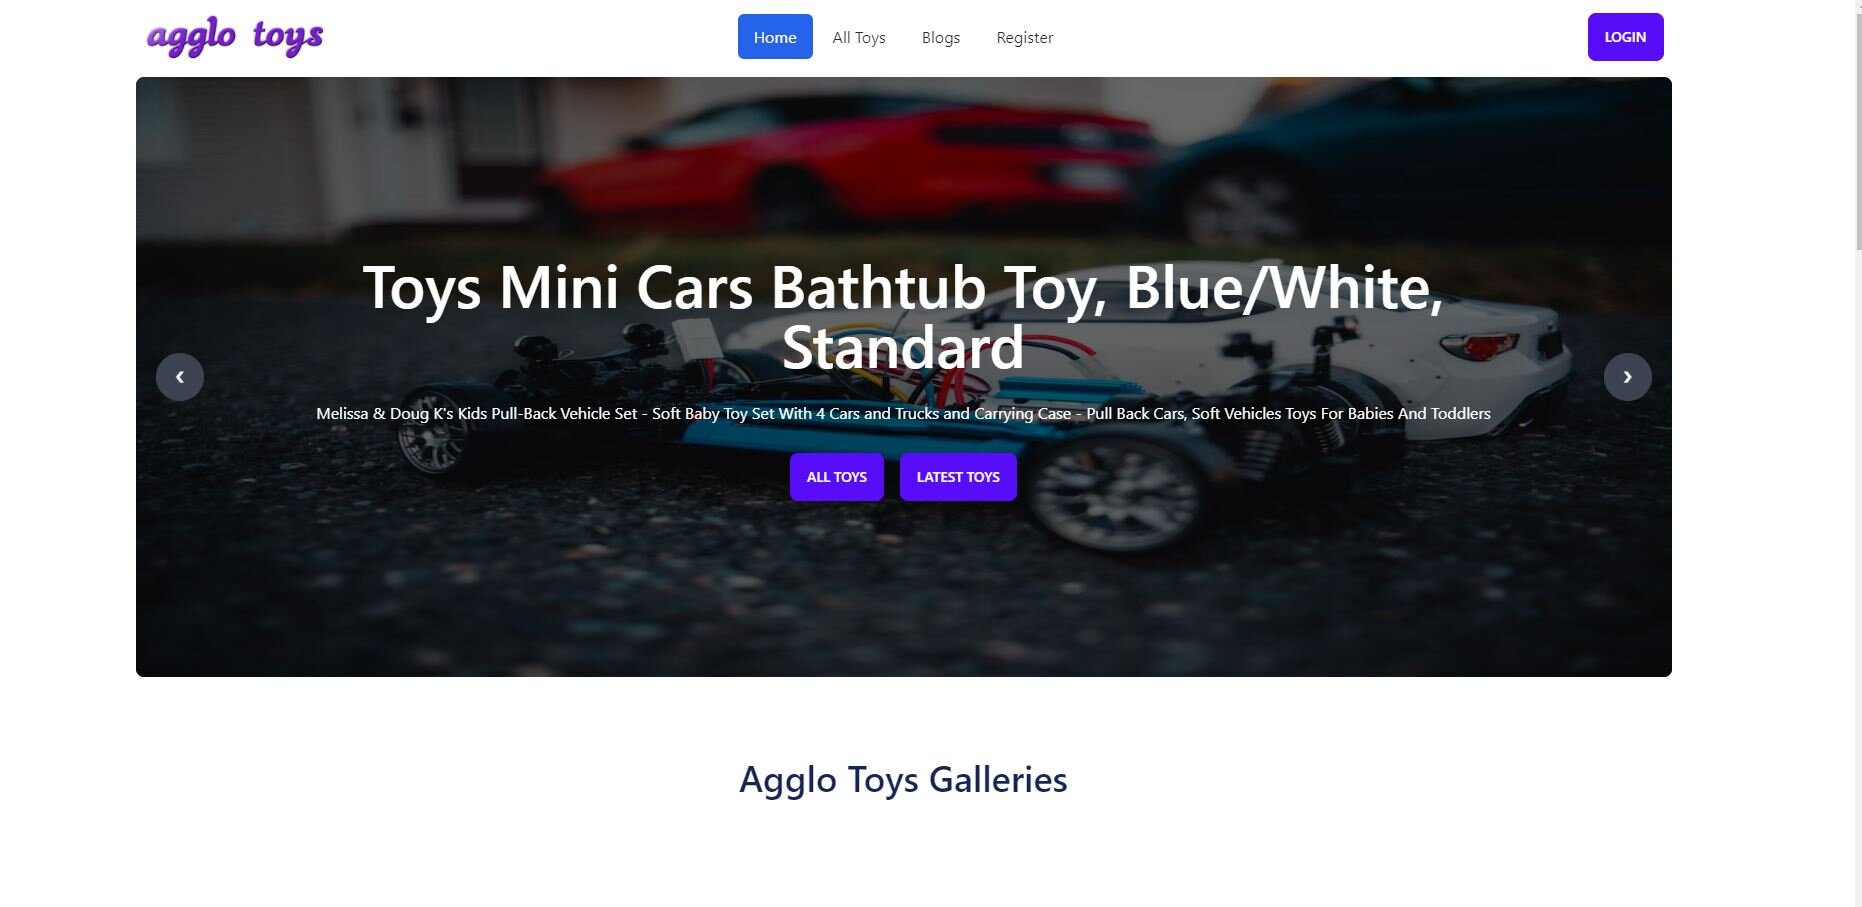 agglo toys
Home
All Toys
Blogs
Register
LOGIN
Toys Mini Cars Bathtub Toy, Blue/White,
Standard
‹
›
Melissa & Doug K's Kids Pull-Back Vehicle Set - Soft Baby Toy Set With 4 Cars and Trucks and Carrying Case - Pull Back Cars, Soft Vehicles Toys For Babies And Toddlers
ALL TOYS
LATEST TOYS
Agglo Toys Galleries